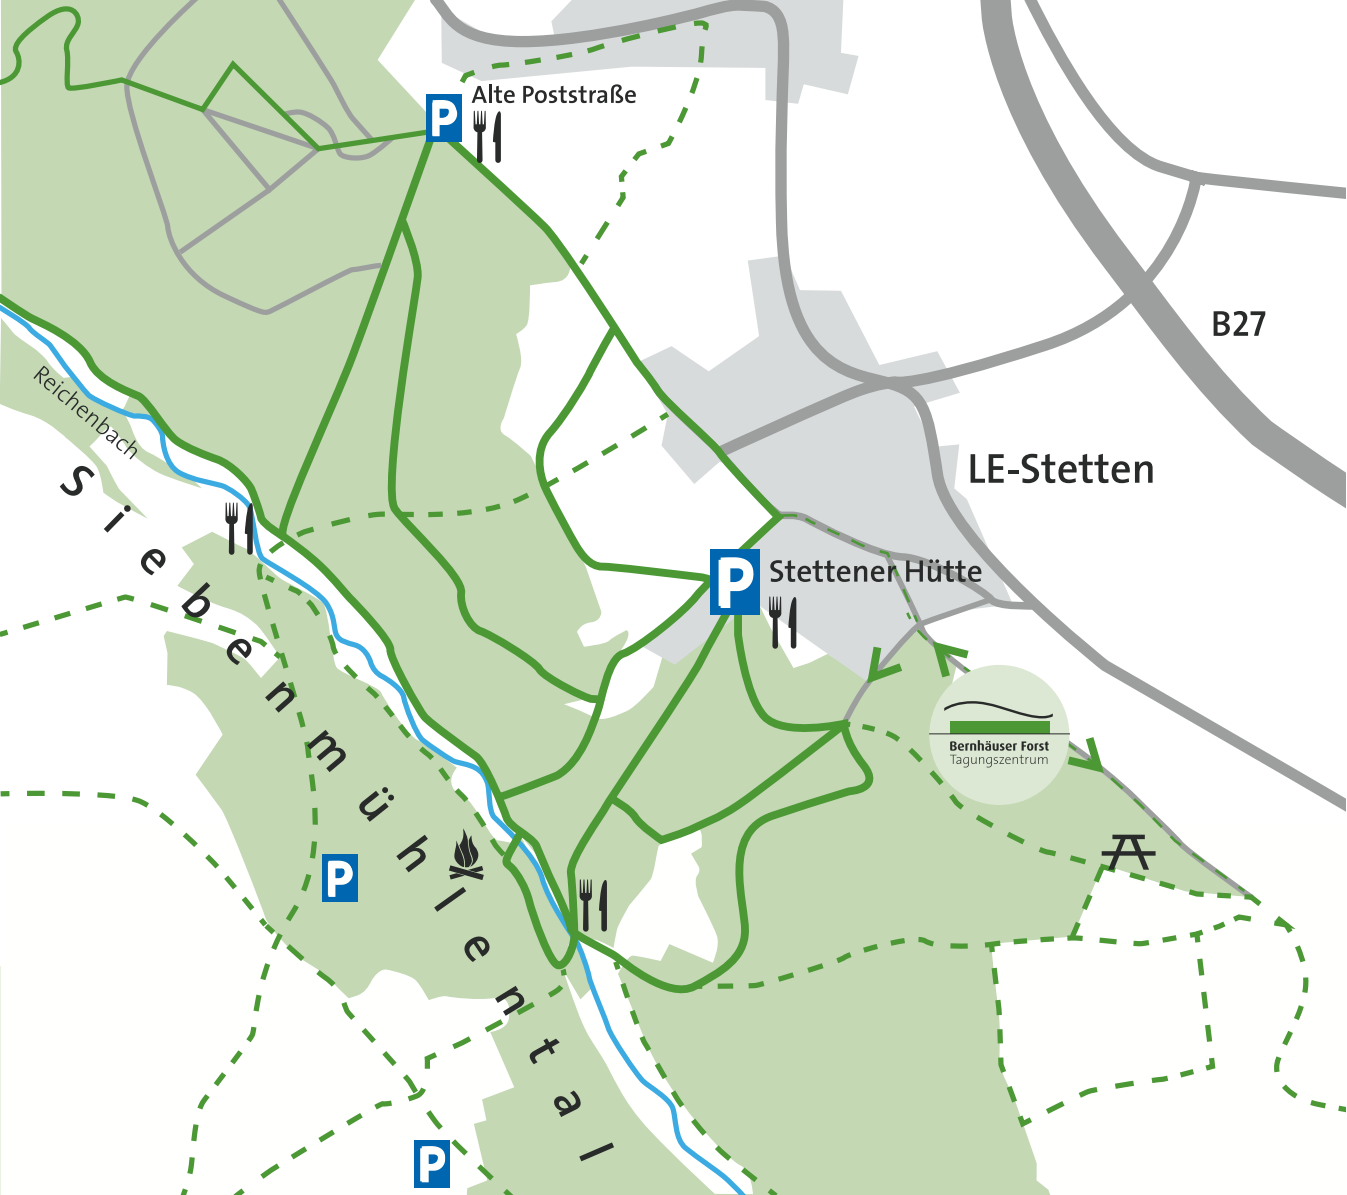 P
Alte Poststraße
B27
Reichenbach
LE-Stetten
Siebenmühlental
P
Stettener Hütte
Bernhäuser Forst
Tagungszentrum
P
P